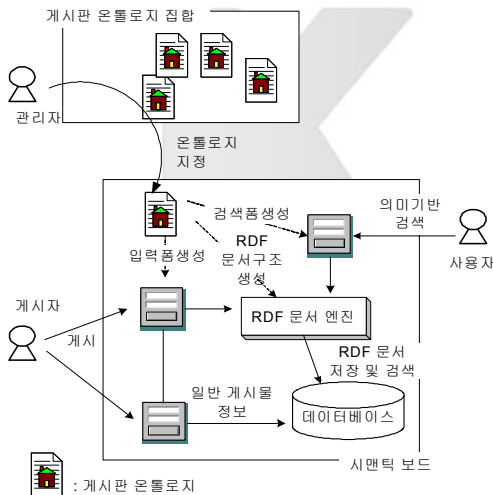 게시판 온톨로지 집합
관리자
온톨로지
지정
검색폼생성
의미기반
검색
사용자
입력폼생성
RDF
문서구조
생성
게시자
게시
RDF 문서 엔진
RDF 문서
저장 및 검색
일반 게시물
정보
데이터베이스
시맨틱 보드
: 게시판 온톨로지